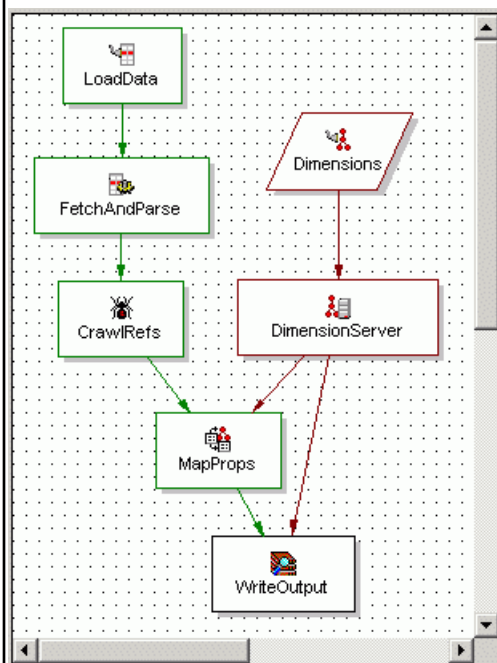 LoadData
Dimensions
FetchAndParse
CrawlRefs
DimensionServer
MapProps
WriteOutput